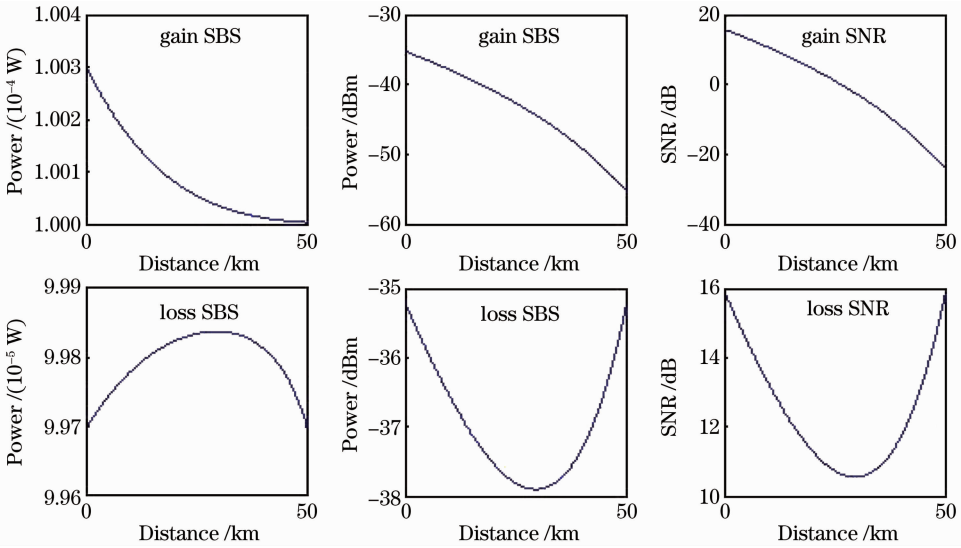 1.004
1.003
1.002
1.001
1.000
Power /(10⁻⁴ W)
gain SBS
0 50
Distance /km
−30
−40
−50
−60
Power /dBm
gain SBS
0 50
Distance /km
20
0
−20
−40
SNR /dB
gain SNR
0 50
Distance /km
9.99
9.98
9.97
9.96
Power /(10⁻⁵ W)
loss SBS
0 50
Distance /km
−35
−36
−37
−38
Power /dBm
loss SBS
0 50
Distance /km
16
14
12
10
SNR /dB
loss SNR
0 50
Distance /km